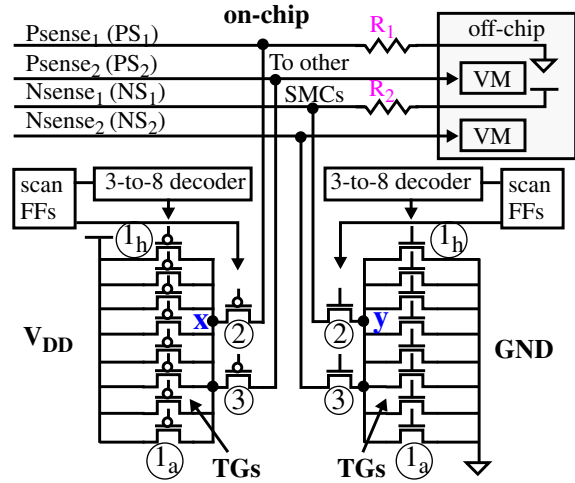 on-chip
Psense₁ (PS₁)
R₁
off-chip
Psense₂ (PS₂)
To other
VM
Nsense₁ (NS₁)
SMCs
R₂
Nsense₂ (NS₂)
VM
scan FFs
3-to-8 decoder
3-to-8 decoder
scan FFs
1h
1h
x
2
2
y
V_DD
GND
3
3
TGs
TGs
1a
1a